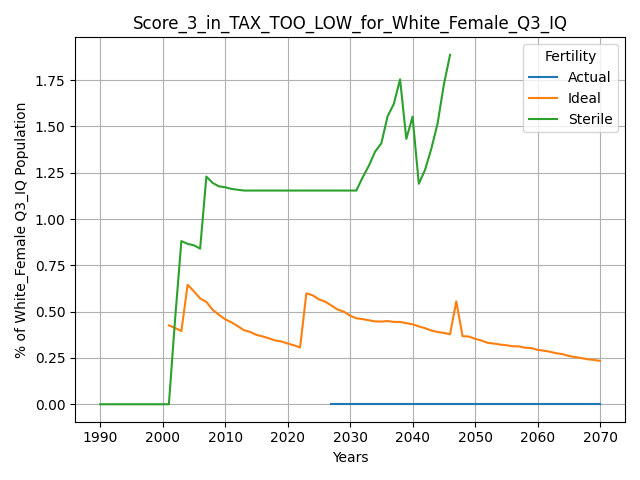 Score_3_in_TAX_TOO_LOW_for_White_Female_Q3_IQ
% of White_Female Q3_IQ Population
1.75
1.50
1.25
1.00
0.75
0.50
0.25
0.00
Fertility
Actual
Ideal
Sterile
1990 2000 2010 2020 2030 2040 2050 2060 2070
Years